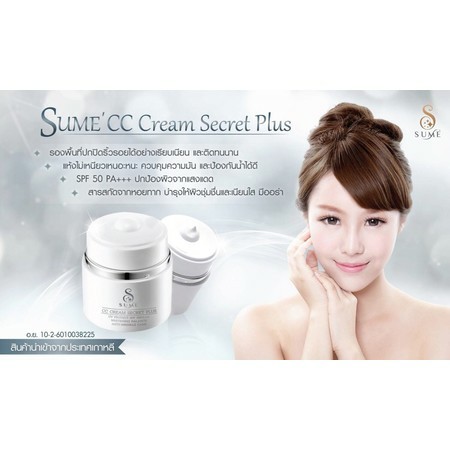 SUMÉ
SUMÉ CC Cream Secret Plus
รองพื้นที่ปกปิดริ้วรอยได้อย่างเรียบเนียน และติดทนนาน
แห้งไม่เหนียวเหนอะหนะ ควบคุมความมัน และป้องกันน้ำได้ดี
SPF 50 PA+++ ปกป้องผิวจากแสงแดด
สารสกัดจากหอยทาก บำรุงให้ผิวชุ่มชื่นและเนียนใส มีออร่า
SUMÉ
CC CREAM SECRET PLUS
อ.ย. 10-2-6010038225
สินค้านำเข้าจากประเทศเกาหลี